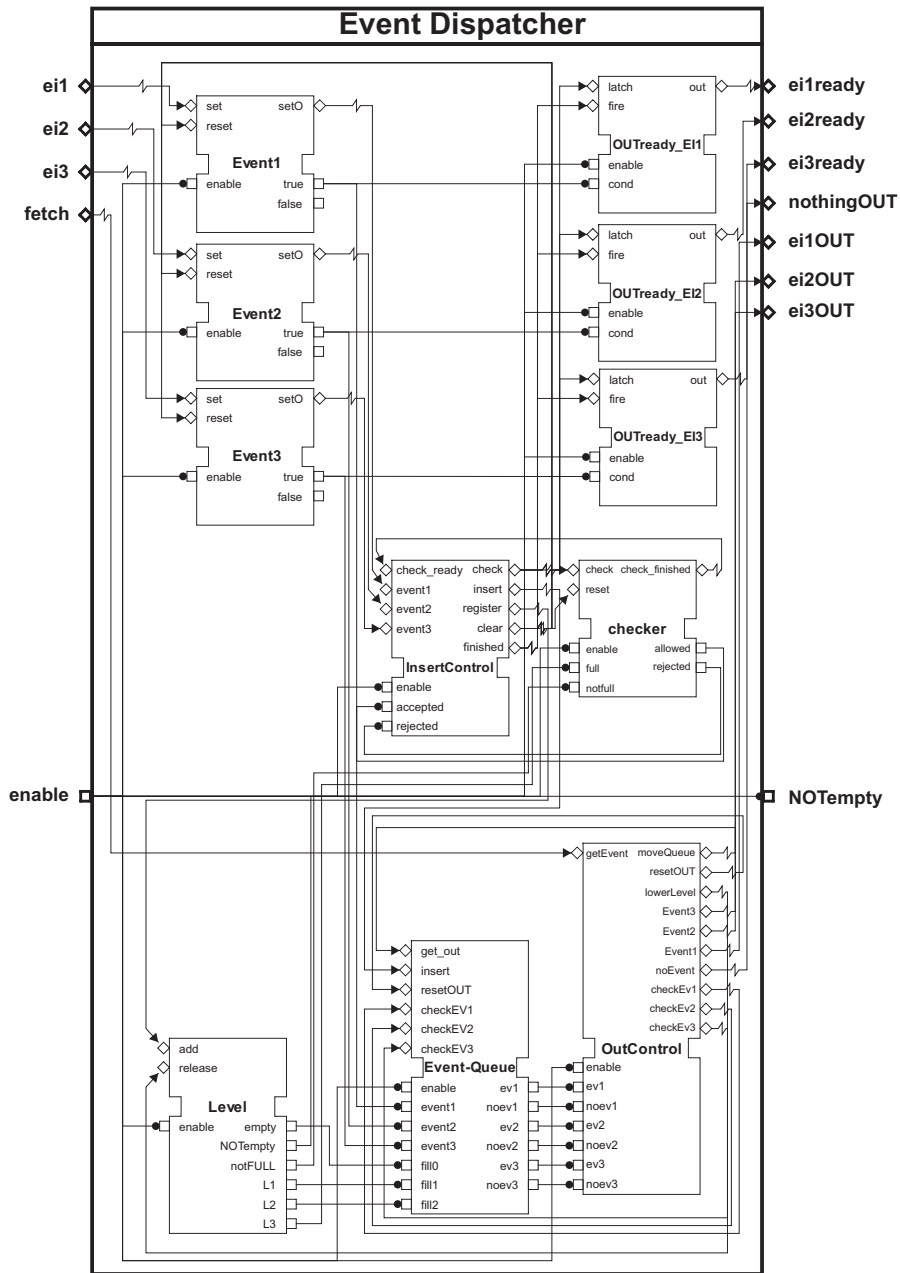 Event Dispatcher
ei1
ei2
ei3
fetch
enable
ei1ready
ei2ready
ei3ready
nothingOUT
ei1OUT
ei2OUT
ei3OUT
NOTempty
set setO
reset
Event1
enable true
false
set setO
reset
Event2
enable true
false
set setO
reset
Event3
enable true
false
latch out
fire
OUTready_EI1
enable
cond
latch out
fire
OUTready_EI2
enable
cond
latch out
fire
OUTready_EI3
enable
cond
check_ready check
event1 insert
event2 register
event3 clear
finished
InsertControl
enable
accepted
rejected
check check_finished
reset
checker
enable allowed
full rejected
notfull
getEvent moveQueue
resetOUT
lowerLevel
Event3
Event2
Event1
noEvent
checkEv1
checkEv2
checkEv3
OutControl
enable
ev1
noev1
ev2
noev2
ev3
noev3
get_out
insert
resetOUT
checkEV1
checkEV2
checkEV3
Event-Queue
enable ev1
event1 noev1
event2 ev2
event3 noev2
fill0 ev3
fill1 noev3
fill2
add
release
Level
enable empty
NOTempty
notFULL
L1
L2
L3